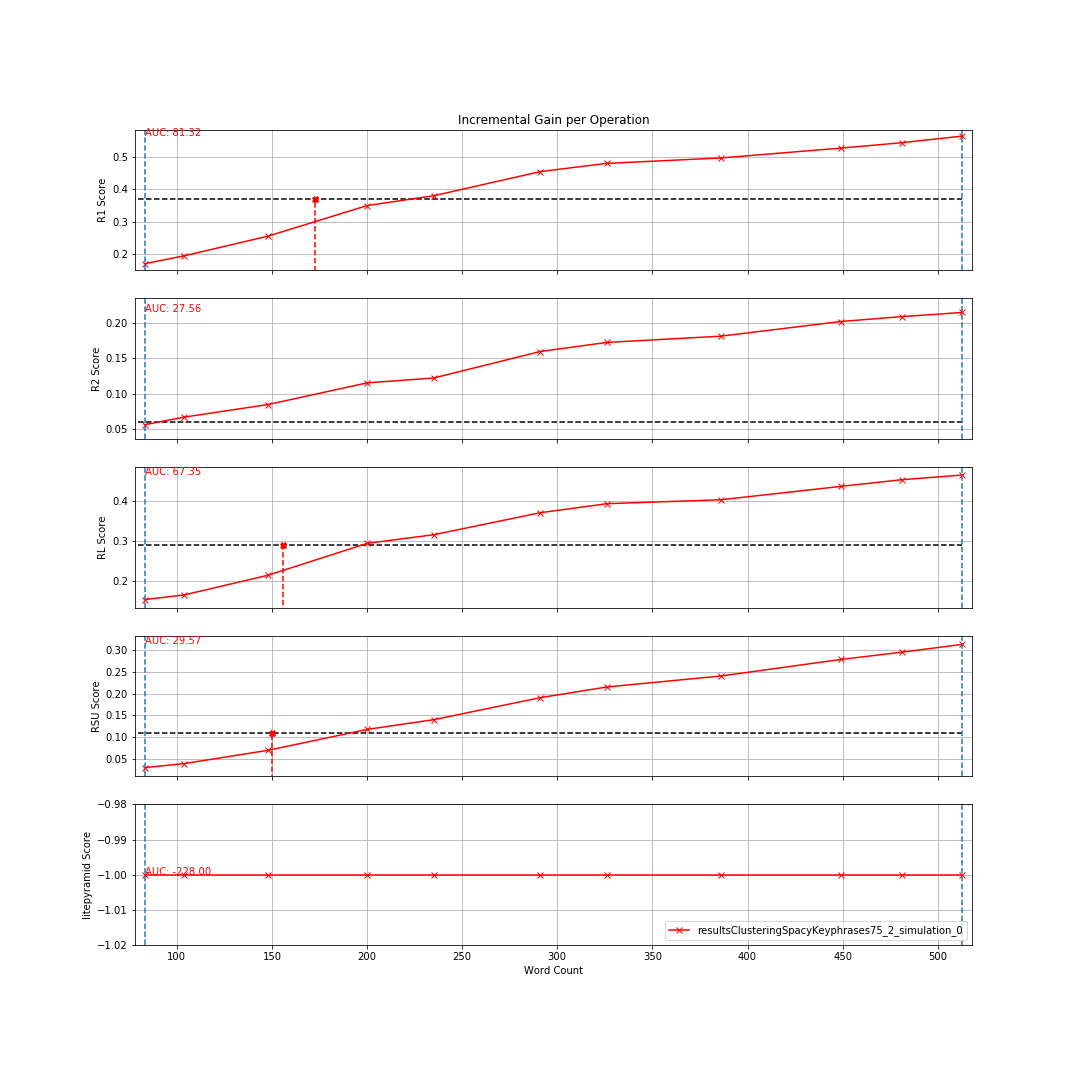 Incremental Gain per Operation
AUC: 81.32
R1 Score
0.5
0.4
0.3
0.2
AUC: 27.56
R2 Score
0.20
0.15
0.10
0.05
AUC: 67.35
RL Score
0.4
0.3
0.2
AUC: 29.57
RSU Score
0.30
0.25
0.20
0.15
0.10
0.05
litepyramid Score
−0.98
−0.99
−1.00
−1.01
−1.02
AUC: -228.00
resultsClusteringSpacyKeyphrases75_2_simulation_0
100 150 200 250 300 350 400 450 500
Word Count